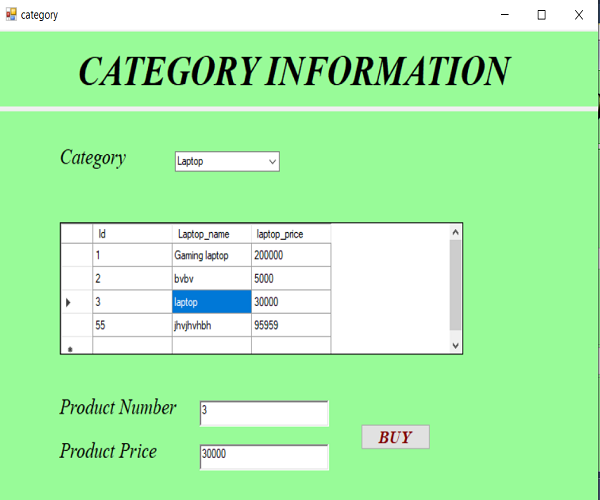 category
CATEGORY INFORMATION
Category Laptop
Id Laptop_name laptop_price
1 Gaming laptop 200000
2 bvbv 5000
3 laptop 30000
55 jhvjhvhbh 95959
Product Number 3
BUY
Product Price 30000